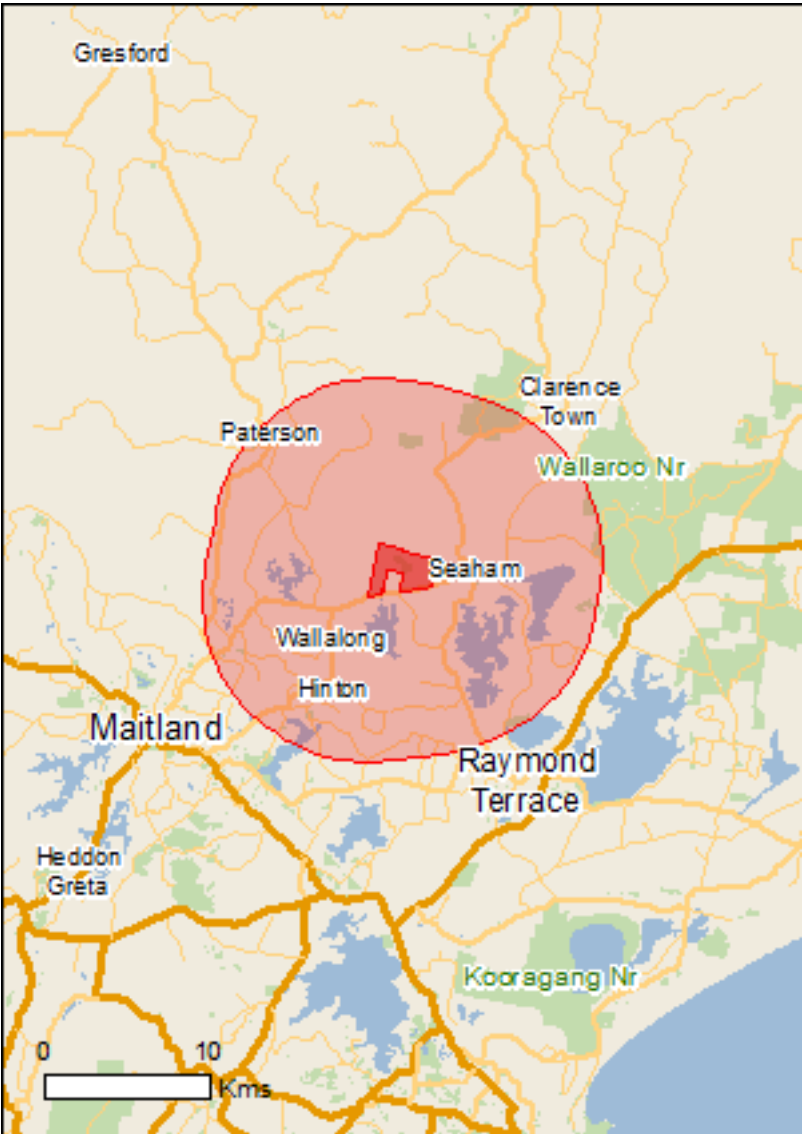 Gresford
Clarence
Town
Paterson
Wallaroo Nr
Seaham
Wallalong
Hinton
Maitland
Raymond
Terrace
Heddon
Greta
Kooragang Nr
0 10
Kms